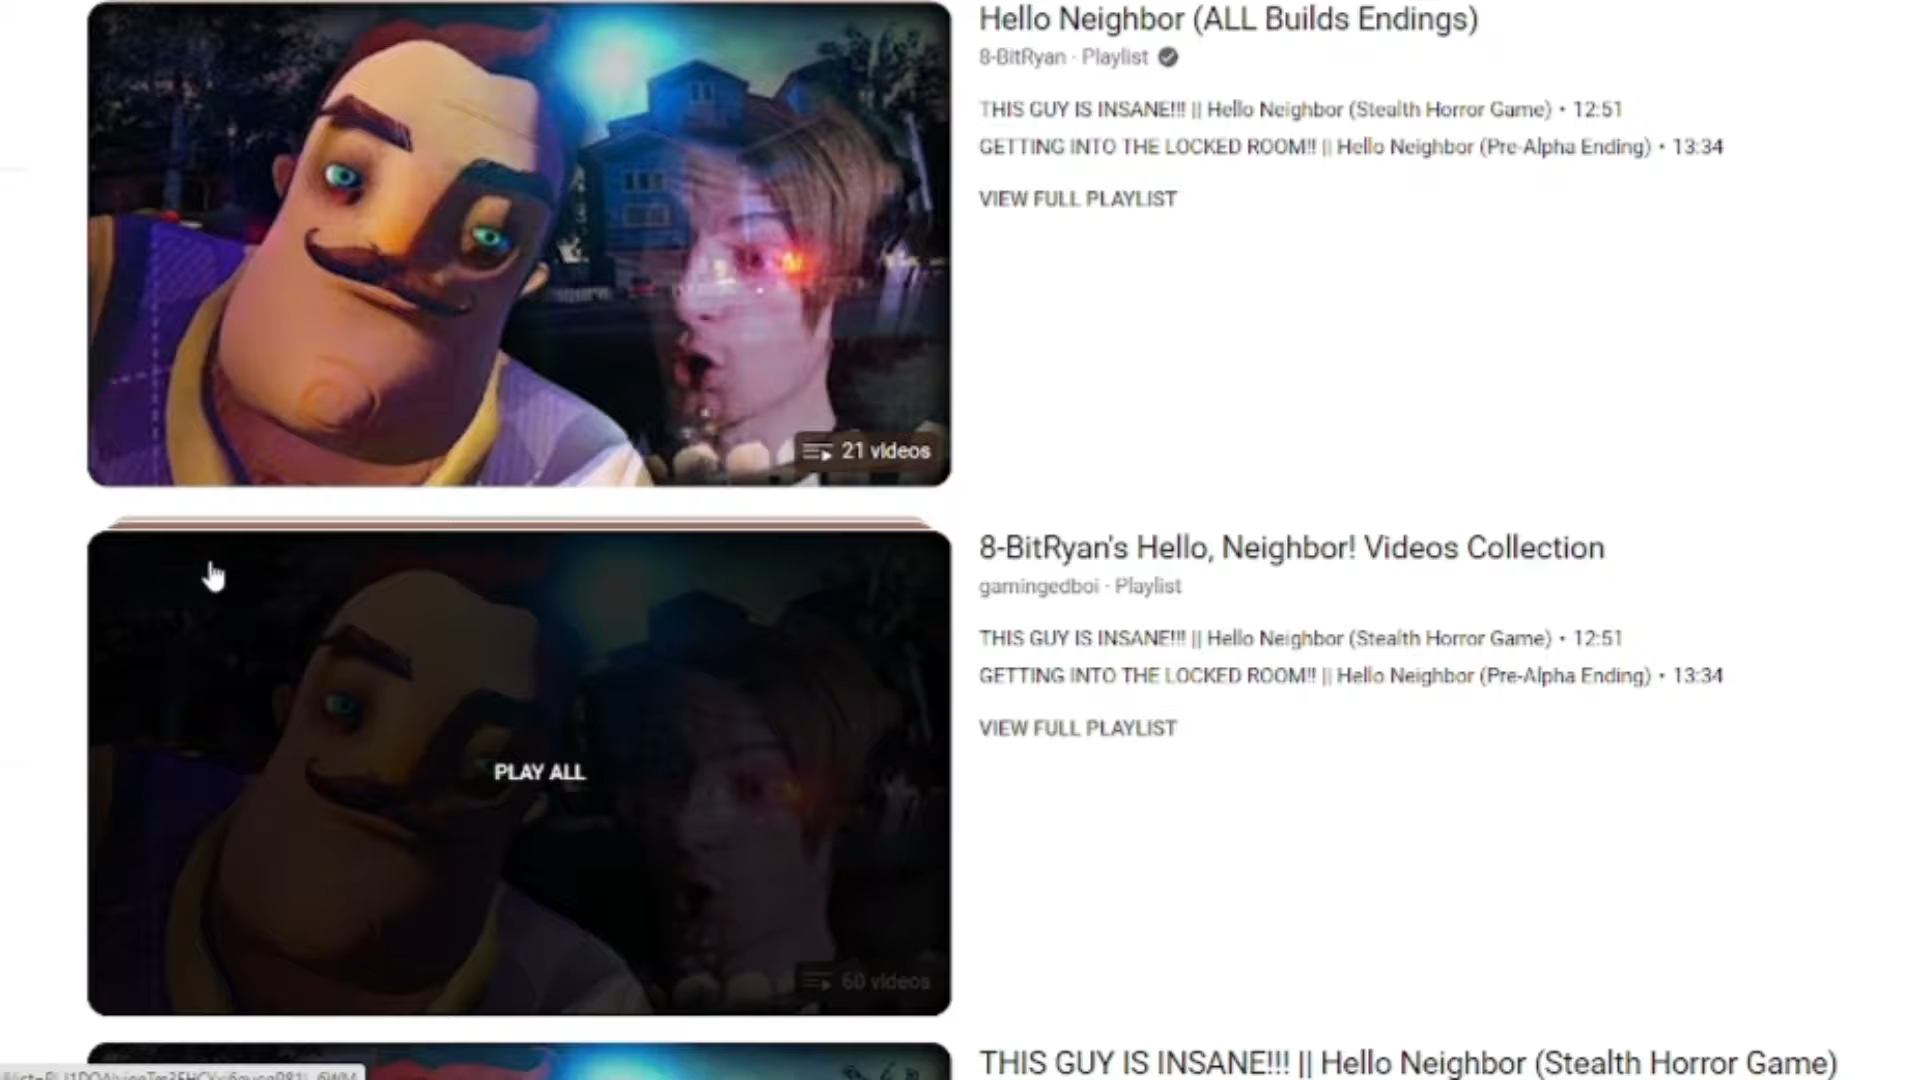 Hello Neighbor (ALL Builds Endings)
8-BitRyan · Playlist
THIS GUY IS INSANE!!! || Hello Neighbor (Stealth Horror Game) • 12:51
GETTING INTO THE LOCKED ROOM!! || Hello Neighbor (Pre-Alpha Ending) • 13:34
VIEW FULL PLAYLIST
21 videos
8-BitRyan's Hello, Neighbor! Videos Collection
gamingedboi · Playlist
THIS GUY IS INSANE!!! || Hello Neighbor (Stealth Horror Game) • 12:51
GETTING INTO THE LOCKED ROOM!! || Hello Neighbor (Pre-Alpha Ending) • 13:34
VIEW FULL PLAYLIST
PLAY ALL
60 videos
THIS GUY IS INSANE!!! || Hello Neighbor (Stealth Horror Game)